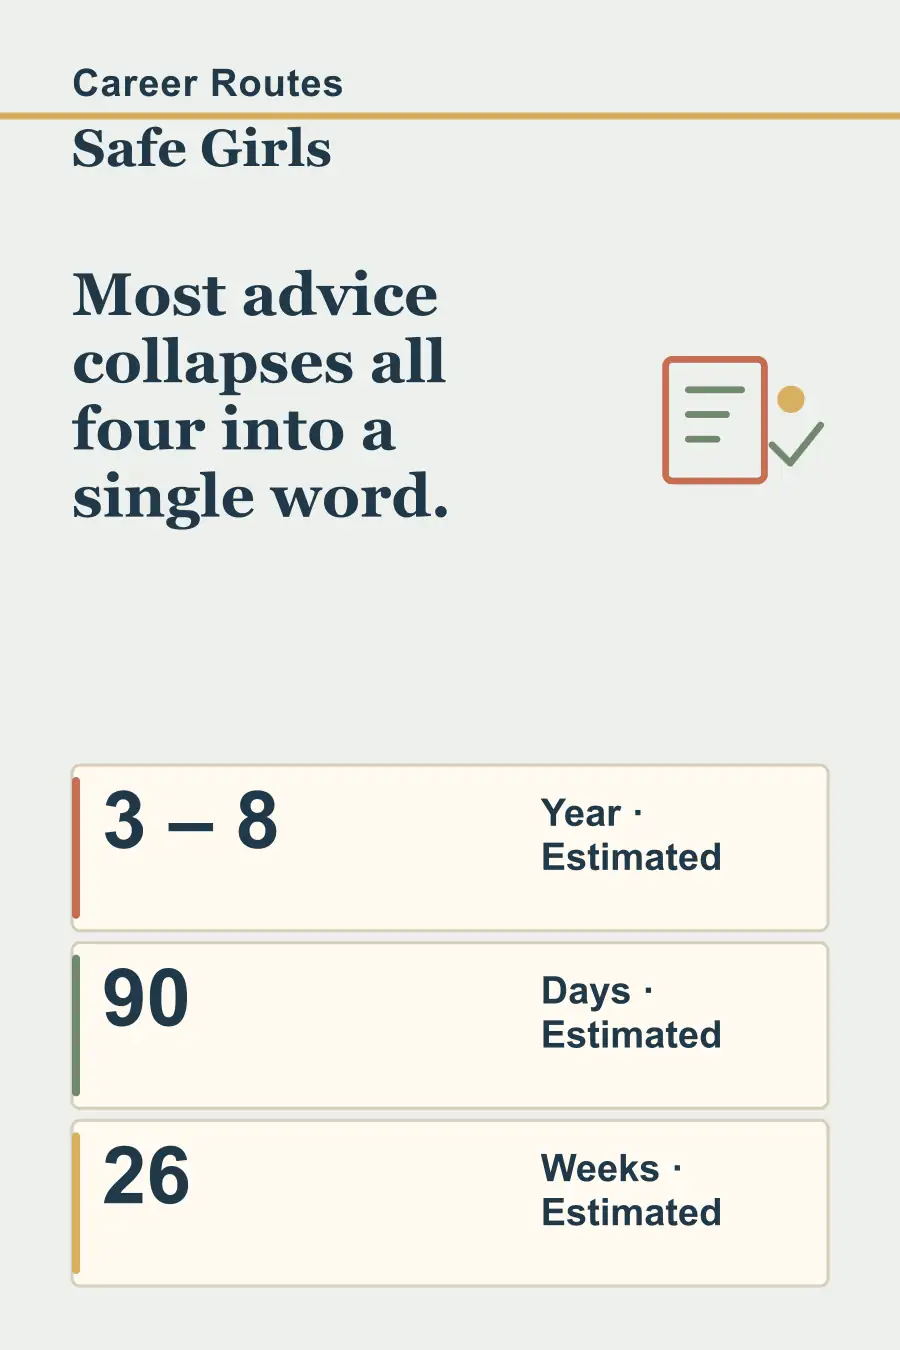 Career Routes
Safe Girls
Most advice
collapses all
four into a
single word.
3 – 8
Year ·
Estimated
90
Days ·
Estimated
26
Weeks ·
Estimated